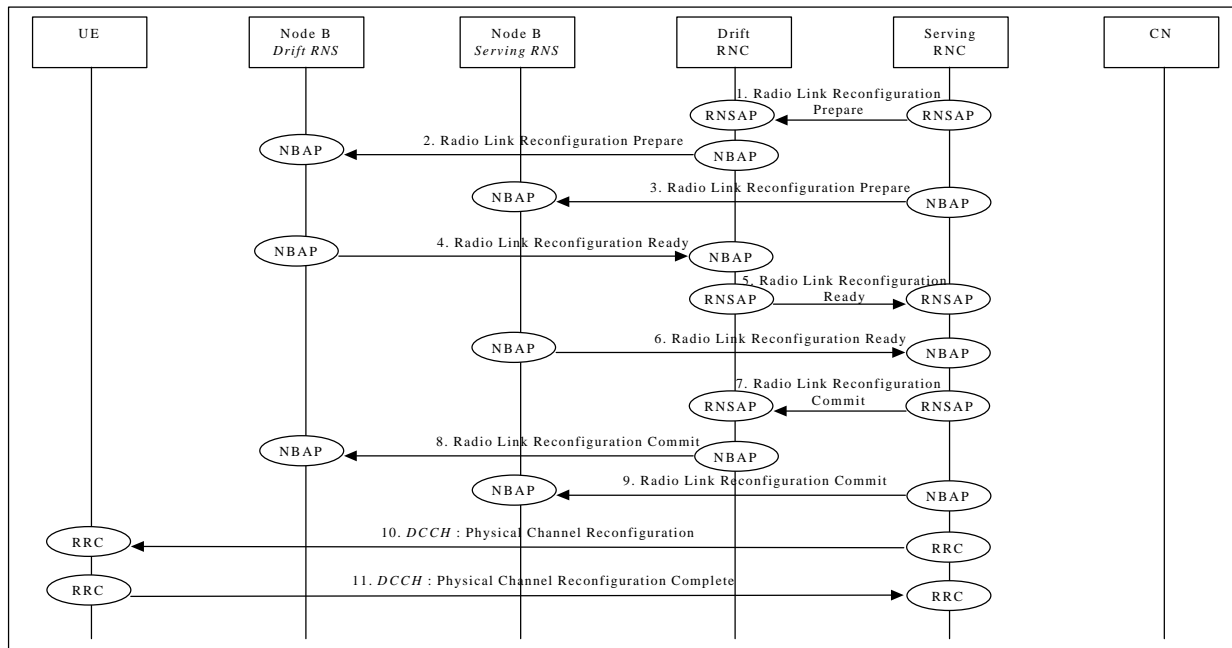 UE
Node B
Drift RNS
Node B
Serving RNS
Drift
RNC
Serving
RNC
CN
1. Radio Link Reconfiguration
Prepare
RNSAP
RNSAP
2. Radio Link Reconfiguration Prepare
NBAP
NBAP
3. Radio Link Reconfiguration Prepare
NBAP
NBAP
4. Radio Link Reconfiguration Ready
NBAP
NBAP
5. Radio Link Reconfiguration
Ready
RNSAP
RNSAP
6. Radio Link Reconfiguration Ready
NBAP
NBAP
7. Radio Link Reconfiguration
Commit
RNSAP
RNSAP
8. Radio Link Reconfiguration Commit
NBAP
NBAP
9. Radio Link Reconfiguration Commit
NBAP
NBAP
10. DCCH : Physical Channel Reconfiguration
RRC
RRC
11. DCCH : Physical Channel Reconfiguration Complete
RRC
RRC